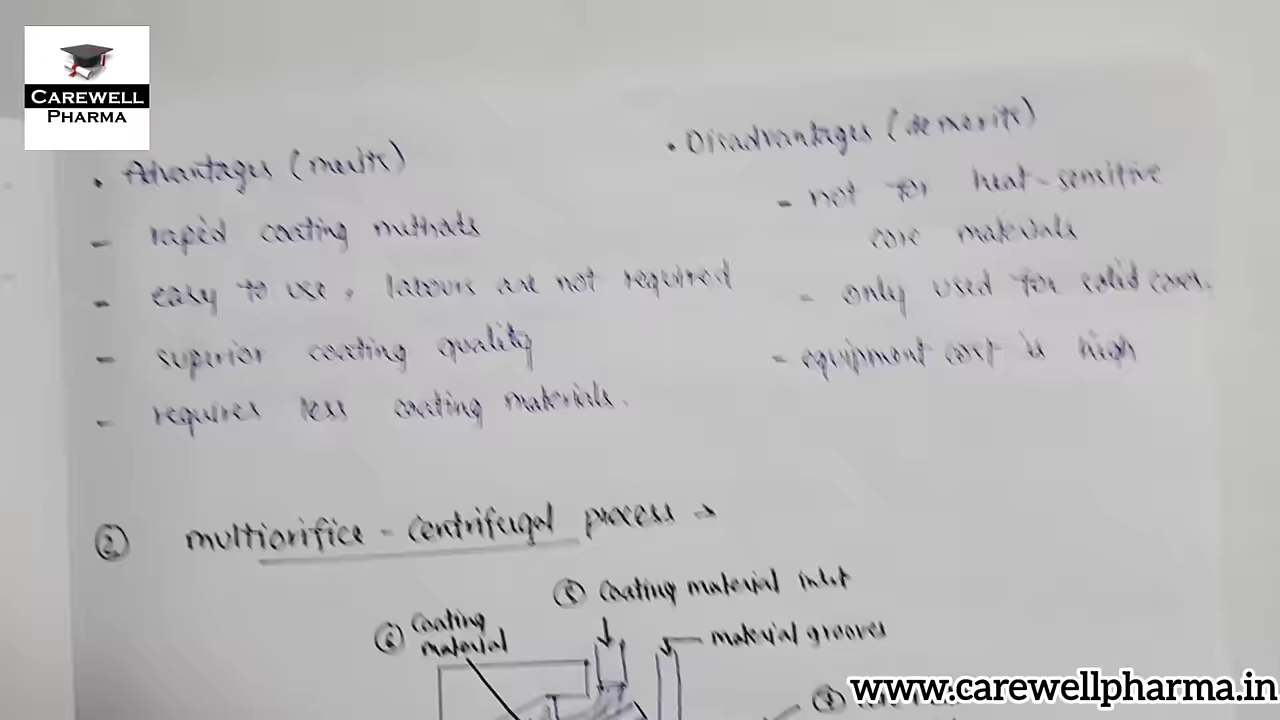 CAREWELL
PHARMA
• Advantages (merits)
- rapid coating methods
- easy to use, labours are not required
- superior coating quality
- requires less coating materials.
• Disadvantages (demerits)
- not for heat-sensitive
core materials
- only used for solid cores.
- equipment cost is high
② multiorifice - centrifugal process →
⑤ coating material inlet
⑥ coating
material
material grooves
④
www.carewellpharma.in